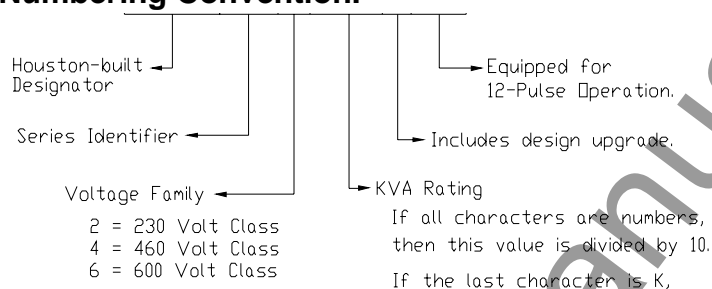 Numbering Convention:
Houston-built
Designator
Series Identifier
Voltage Family
2 = 230 Volt Class
4 = 460 Volt Class
6 = 600 Volt Class
Equipped for
12-Pulse Operation.
Includes design upgrade.
KVA Rating
If all characters are numbers,
then this value is divided by 10.
If the last character is K,